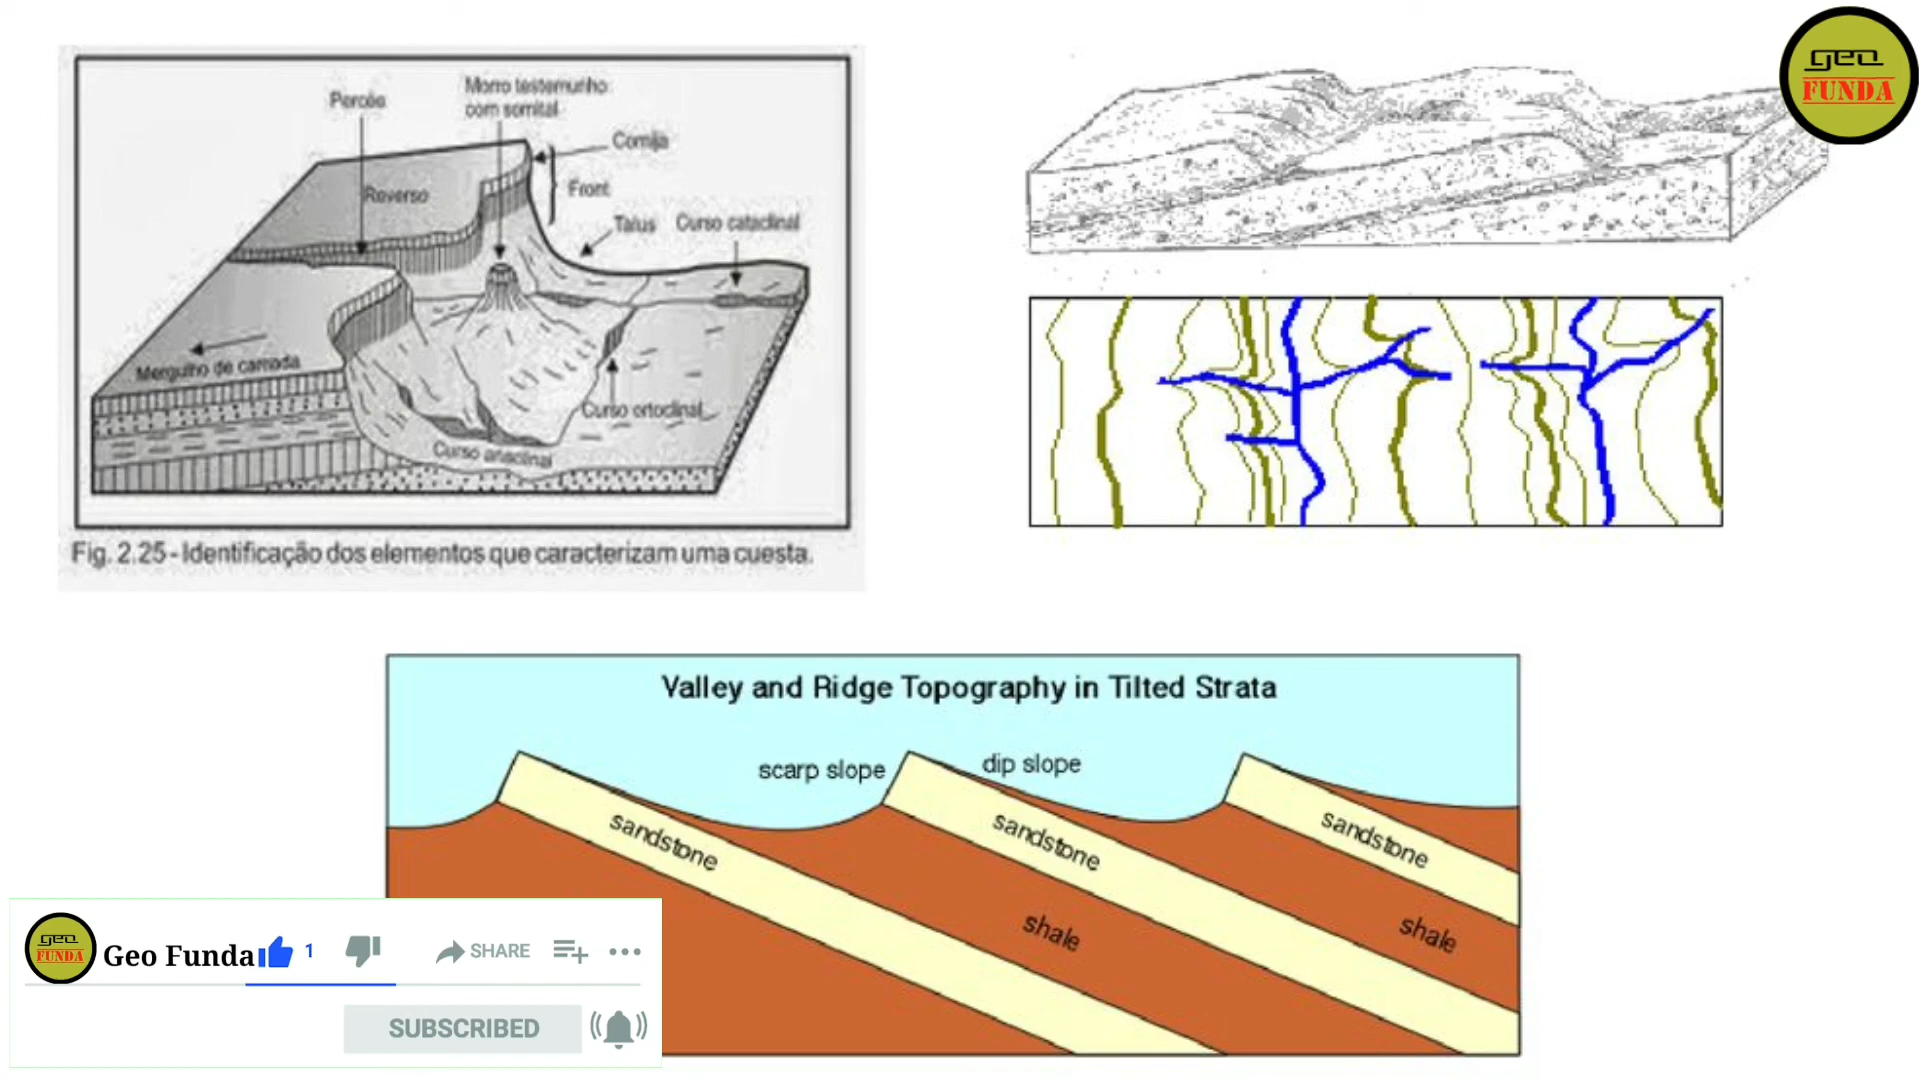 geo
FUNDA
Percée
Morro testemunho
com somital
Cornija
Reverso
Front
Talus
Curso cataclinal
Mergulho de camada
Curso ortoclinal
Curso anaclinal
Fig. 2.25 - Identificação dos elementos que caracterizam uma cuesta.
Valley and Ridge Topography in Tilted Strata
scarp slope
dip slope
sandstone
sandstone
sandstone
shale
shale
geo
FUNDA
Geo Funda
1
SHARE
SUBSCRIBED